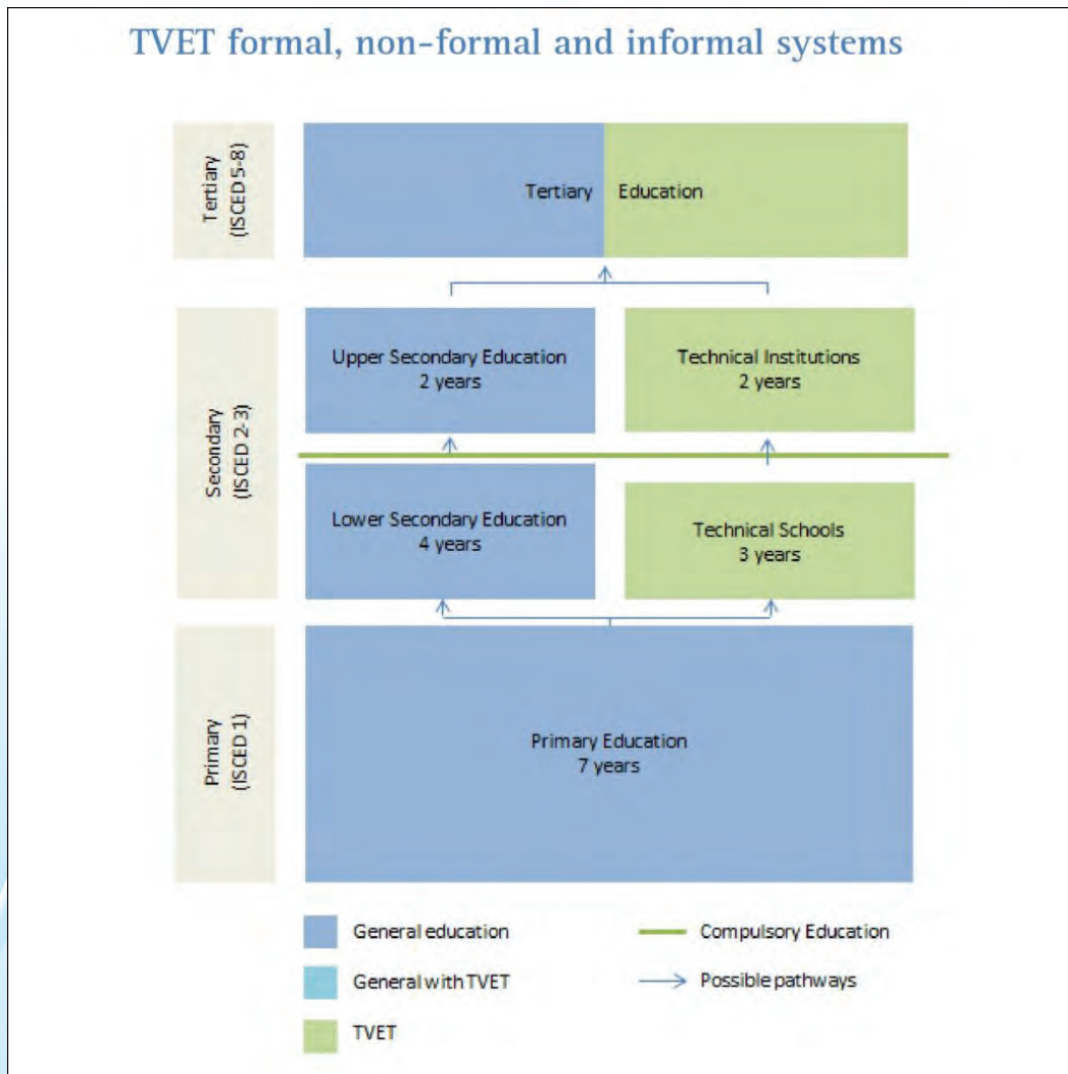 TVET formal, non-formal and informal systems
Tertiary
(ISCED 5-8)
Tertiary Education
Secondary
(ISCED 2-3)
Upper Secondary Education
2 years
Technical Institutions
2 years
Lower Secondary Education
4 years
Technical Schools
3 years
Primary
(ISCED 1)
Primary Education
7 years
General education
Compulsory Education
General with TVET
Possible pathways
TVET